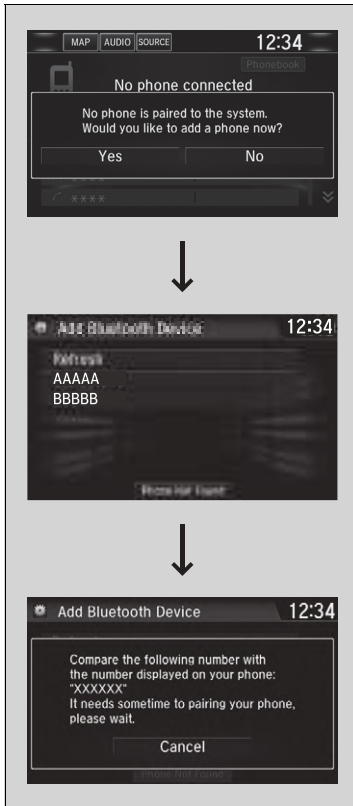 MAP AUDIO SOURCE 12:34
Phonebook
No phone connected
No phone is paired to the system.
Would you like to add a phone now?
Yes No
****
Add Bluetooth Device 12:34
Refresh
AAAAA
BBBBB
Phone Not Found
Add Bluetooth Device 12:34
Compare the following number with
the number displayed on your phone:
"XXXXXX"
It needs sometime to pairing your phone,
please wait.
Cancel
Phone Not Found